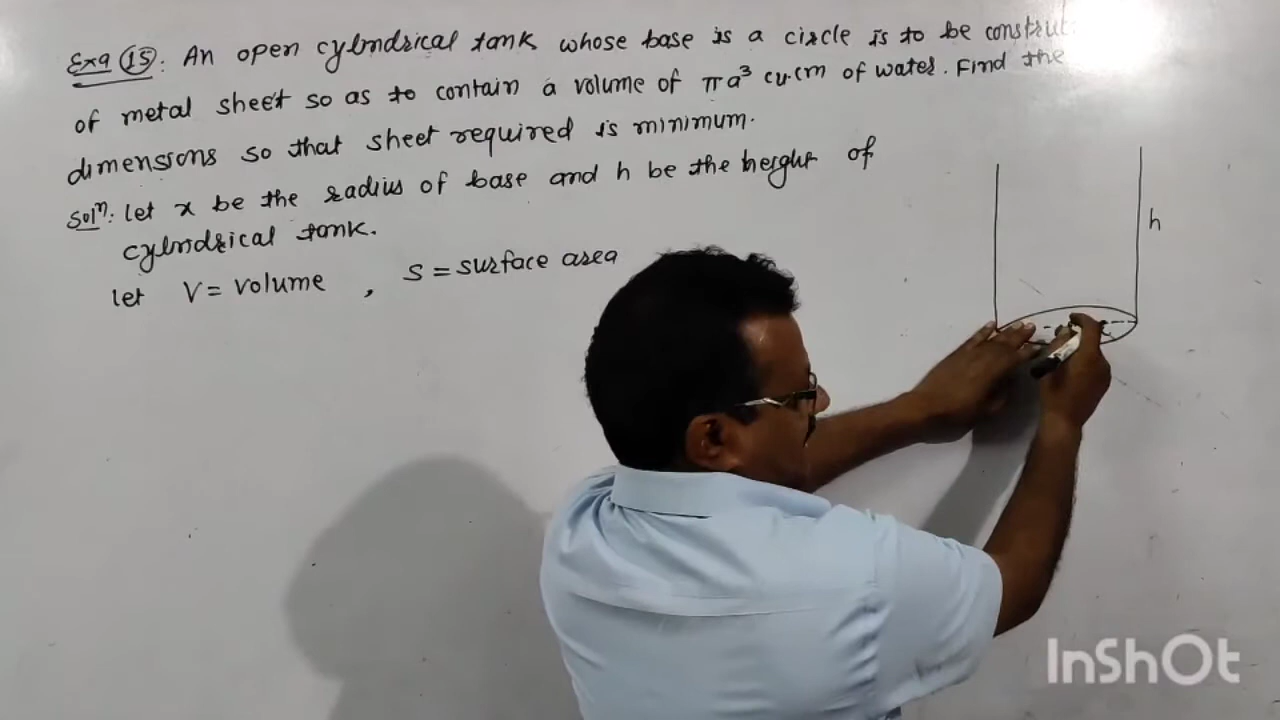 Exa 15: An open cylindrical tank whose base is a circle is to be construct
of metal sheet so as to contain a volume of πa³ cu.cm of water. Find the
dimensions so that sheet required is minimum.
Solⁿ: Let x be the radius of base and h be the height of
cylindrical tank.
let V = volume , S = surface area
h
InShOt